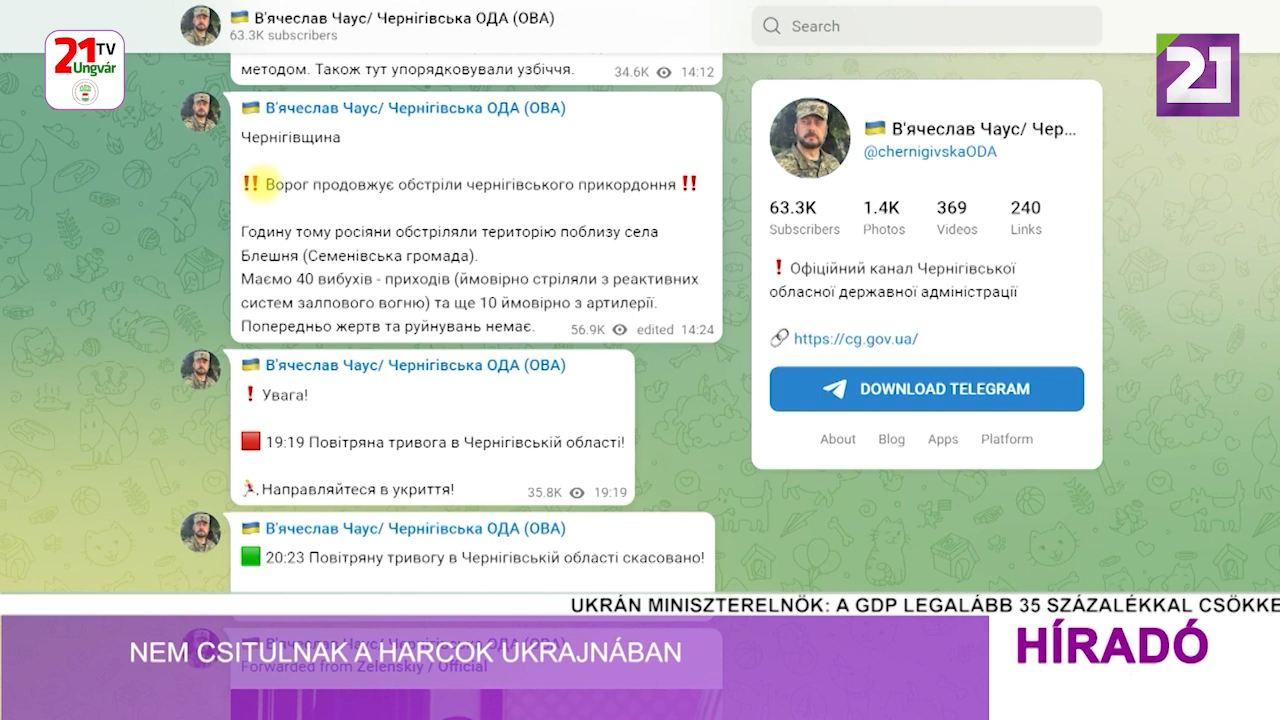 В'ячеслав Чаус/ Чернігівська ОДА (ОВА)
63.3K subscribers
Search
21TV
Ungvár
21
методом. Також тут упорядковували узбіччя.
34.6K 14:12
В'ячеслав Чаус/ Чернігівська ОДА (ОВА)
Чернігівщина
‼ Ворог продовжує обстріли чернігівського прикордоння ‼
Годину тому росіяни обстріляли територію поблизу села
Блешня (Семенівська громада).
Маємо 40 вибухів - приходів (ймовірно стріляли з реактивних
систем залпового вогню) та ще 10 ймовірно з артилерії.
Попередньо жертв та руйнувань немає.
56.9K edited 14:24
В'ячеслав Чаус/ Чернігівська ОДА (ОВА)
❗ Увага!
19:19 Повітряна тривога в Чернігівській області!
Направляйтеся в укриття!
35.8K 19:19
В'ячеслав Чаус/ Чернігівська ОДА (ОВА)
20:23 Повітряну тривогу в Чернігівській області скасовано!
В'ячеслав Чаус/ Чер...
@chernigivskaODA
63.3K 1.4K 369 240
Subscribers Photos Videos Links
❗ Офіційний канал Чернігівської
обласної державної адміністрації
https://cg.gov.ua/
DOWNLOAD TELEGRAM
About Blog Apps Platform
UKRÁN MINISZTERELNÖK: A GDP LEGALÁBB 35 SZÁZALÉKKAL CSÖKKE
В'ячеслав Чаус/ Чернігівська ОДА (ОВА)
NEM CSITULNAK A HARCOK UKRAJNÁBAN
Forwarded from Zelenskiy / Official
HÍRADÓ